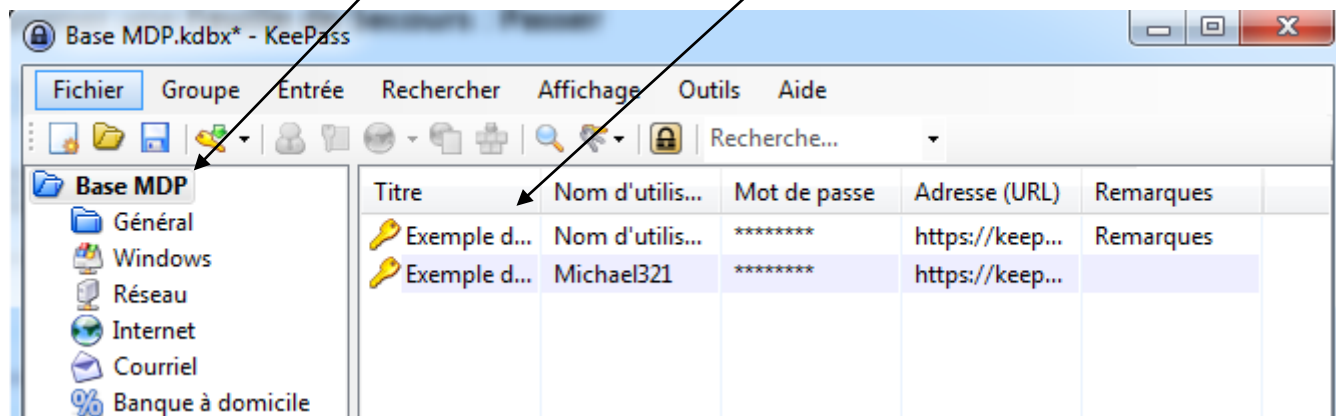 secours : Passer
Base MDP.kdbx* - KeePass
Fichier Groupe Entrée Rechercher Affichage Outils Aide
Recherche...
Base MDP
Général
Windows
Réseau
Internet
Courriel
Banque à domicile
Titre Nom d'utilis... Mot de passe Adresse (URL) Remarques
Exemple d... Nom d'utilis... ******** https://keep... Remarques
Exemple d... Michael321 ******** https://keep...